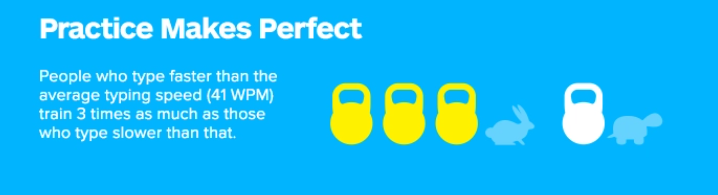 Practice Makes Perfect
People who type faster than the
average typing speed (41 WPM)
train 3 times as much as those
who type slower than that.